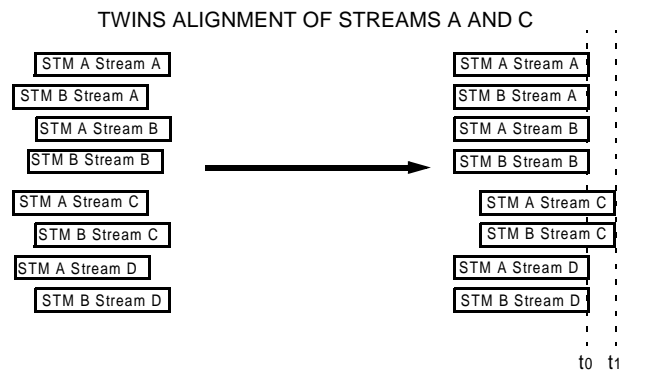 TWINS ALIGNMENT OF STREAMS A AND C
STM A Stream A
STM B Stream A
STM A Stream B
STM B Stream B
STM A Stream C
STM B Stream C
STM A Stream D
STM B Stream D
STM A Stream A
STM B Stream A
STM A Stream B
STM B Stream B
STM A Stream C
STM B Stream C
STM A Stream D
STM B Stream D
t0 t1